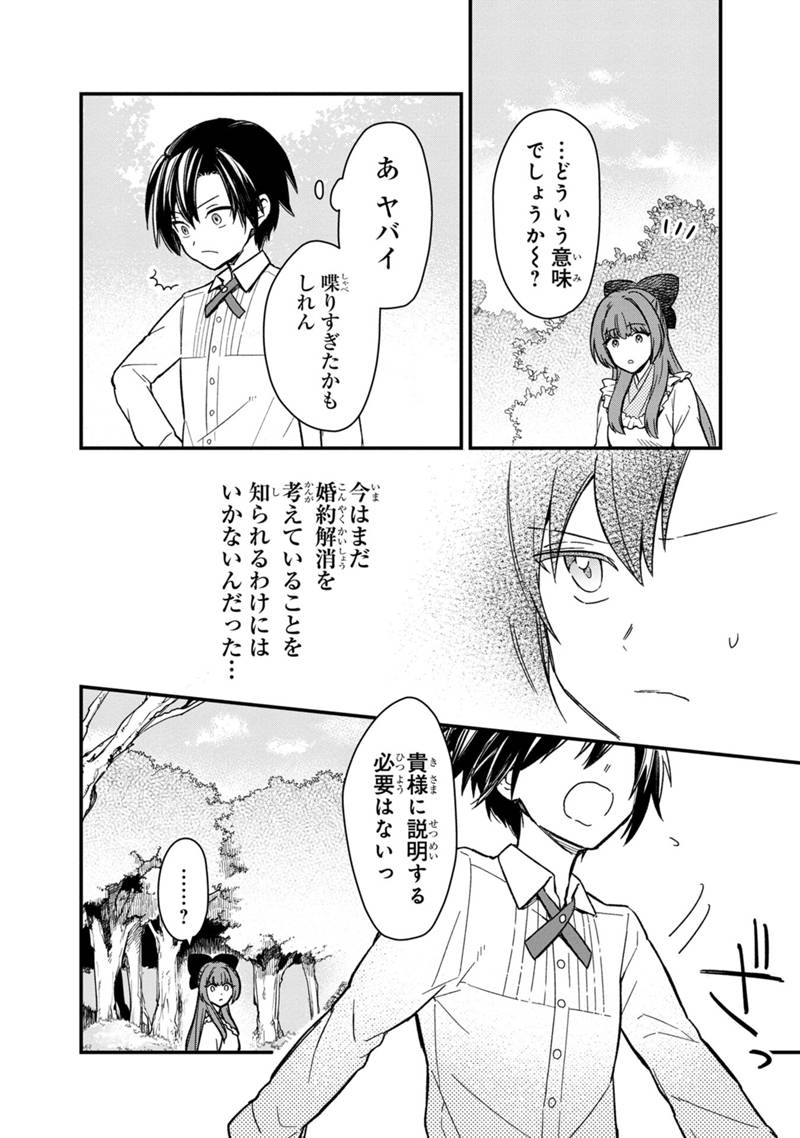 …どういう意味
でしょうか〜?
あ ヤバイ
喋りすぎたかも
しれん
今はまだ
婚約解消を
考えていることを
知られるわけには
いかないんだった…
貴様に説明する
必要はないっ
……?
ビシッ